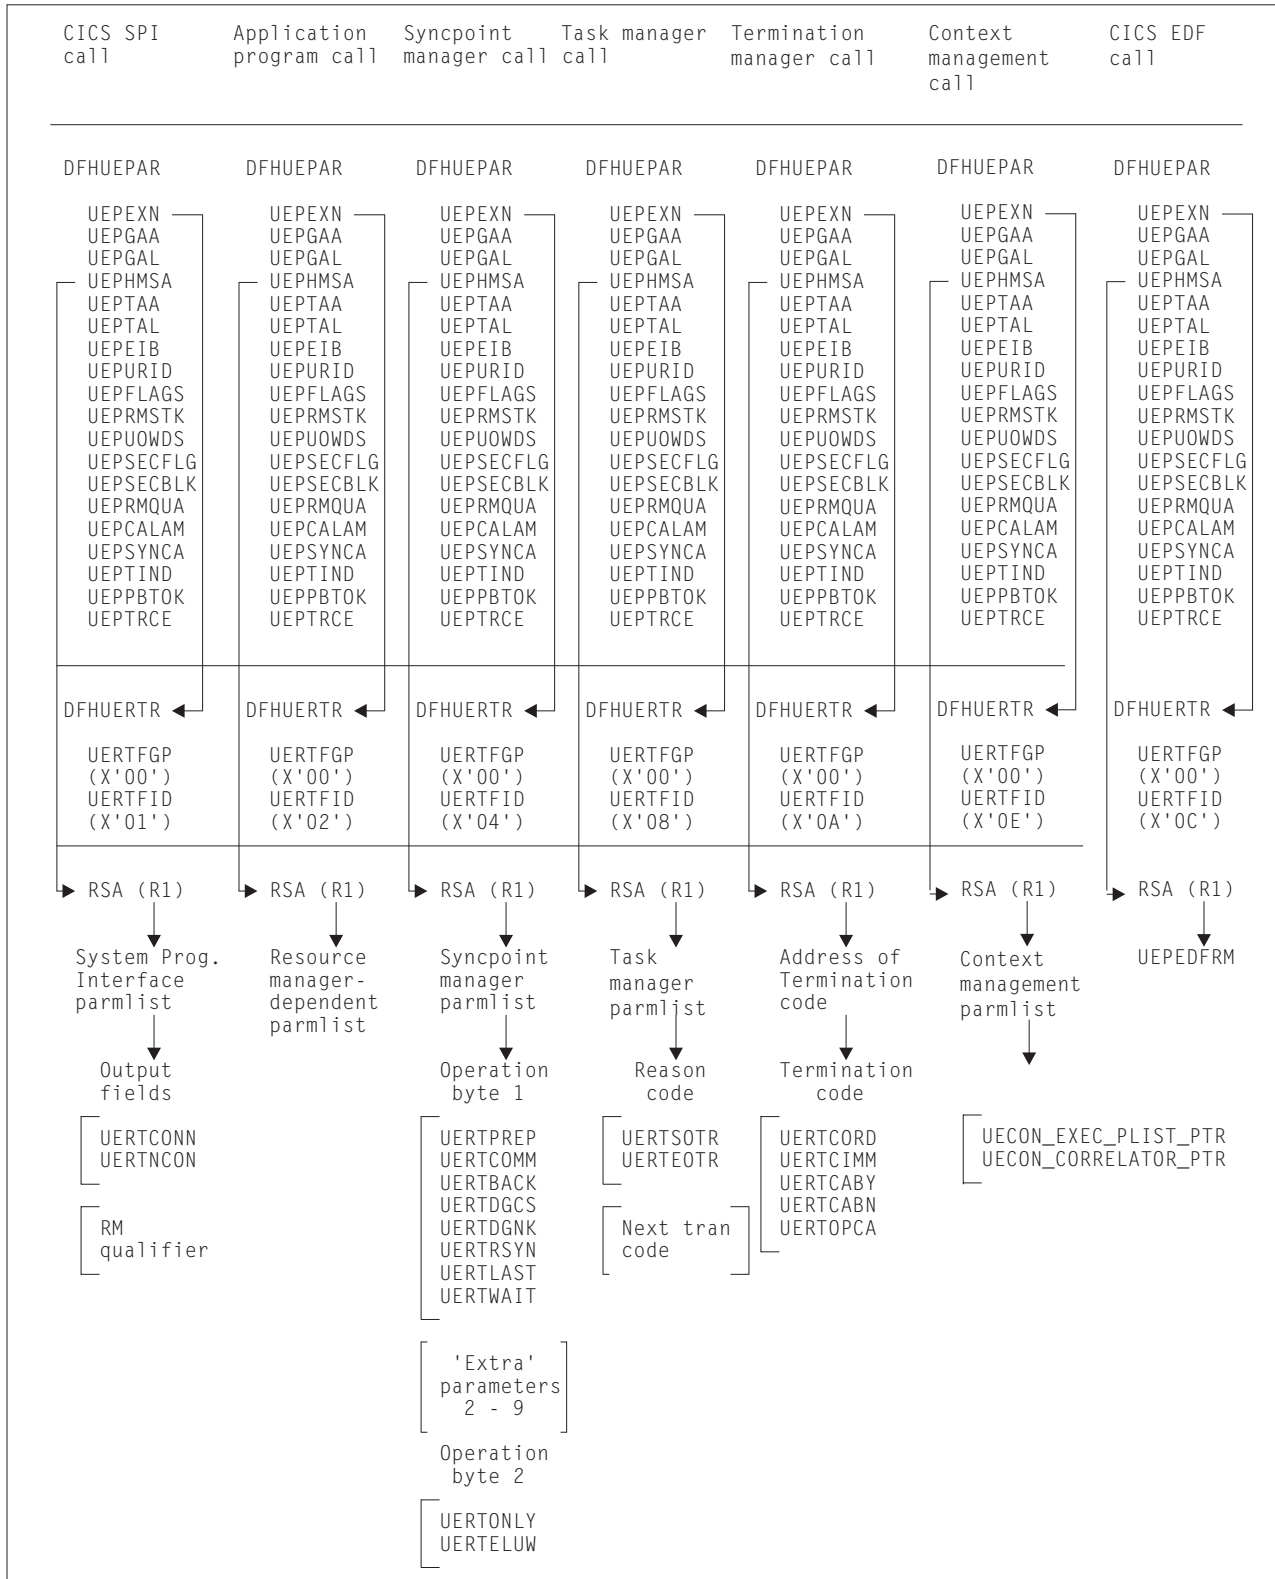 CICS SPI Application Syncpoint Task manager Termination Context CICS EDF
call program call manager call call manager call management call
call
DFHUEPAR DFHUEPAR DFHUEPAR DFHUEPAR DFHUEPAR DFHUEPAR DFHUEPAR
UEPEXN UEPEXN UEPEXN UEPEXN UEPEXN UEPEXN UEPEXN
UEPGAA UEPGAA UEPGAA UEPGAA UEPGAA UEPGAA UEPGAA
UEPGAL UEPGAL UEPGAL UEPGAL UEPGAL UEPGAL UEPGAL
UEPHMSA UEPHMSA UEPHMSA UEPHMSA UEPHMSA UEPHMSA UEPHMSA
UEPTAA UEPTAA UEPTAA UEPTAA UEPTAA UEPTAA UEPTAA
UEPTAL UEPTAL UEPTAL UEPTAL UEPTAL UEPTAL UEPTAL
UEPEIB UEPEIB UEPEIB UEPEIB UEPEIB UEPEIB UEPEIB
UEPURID UEPURID UEPURID UEPURID UEPURID UEPURID UEPURID
UEPFLAGS UEPFLAGS UEPFLAGS UEPFLAGS UEPFLAGS UEPFLAGS UEPFLAGS
UEPRMSTK UEPRMSTK UEPRMSTK UEPRMSTK UEPRMSTK UEPRMSTK UEPRMSTK
UEPUOWDS UEPUOWDS UEPUOWDS UEPUOWDS UEPUOWDS UEPUOWDS UEPUOWDS
UEPSECFLG UEPSECFLG UEPSECFLG UEPSECFLG UEPSECFLG UEPSECFLG UEPSECFLG
UEPSECBLK UEPSECBLK UEPSECBLK UEPSECBLK UEPSECBLK UEPSECBLK UEPSECBLK
UEPRMQUA UEPRMQUA UEPRMQUA UEPRMQUA UEPRMQUA UEPRMQUA UEPRMQUA
UEPCALAM UEPCALAM UEPCALAM UEPCALAM UEPCALAM UEPCALAM UEPCALAM
UEPSYNCA UEPSYNCA UEPSYNCA UEPSYNCA UEPSYNCA UEPSYNCA UEPSYNCA
UEPTIND UEPTIND UEPTIND UEPTIND UEPTIND UEPTIND UEPTIND
UEPPBTOK UEPPBTOK UEPPBTOK UEPPBTOK UEPPBTOK UEPPBTOK UEPPBTOK
UEPTRCE UEPTRCE UEPTRCE UEPTRCE UEPTRCE UEPTRCE UEPTRCE
DFHUERTR DFHUERTR DFHUERTR DFHUERTR DFHUERTR DFHUERTR DFHUERTR
UERTFGP UERTFGP UERTFGP UERTFGP UERTFGP UERTFGP UERTFGP
(X'00') (X'00') (X'00') (X'00') (X'00') (X'00') (X'00')
UERTFID UERTFID UERTFID UERTFID UERTFID UERTFID UERTFID
(X'01') (X'02') (X'04') (X'08') (X'0A') (X'0E') (X'0C')
RSA (R1) RSA (R1) RSA (R1) RSA (R1) RSA (R1) RSA (R1) RSA (R1)
System Prog. Resource Syncpoint Task Address of Context UEPEDFRM
Interface manager- manager manager Termination management
parmlist dependent parmlist parmlist code parmlist
parmlist
Output Operation Reason Termination
fields byte 1 code code
UERTCONN UERTPREP UERTSOTR UERTCORD UECON_EXEC_PLIST_PTR
UERTNCON UERTCOMM UERTEOTR UERTCIMM UECON_CORRELATOR_PTR
UERTBACK UERTCABY
UERTDGCS UERTCABN
RM UERTDGNK Next tran UERTOPCA
qualifier UERTRSYN code
UERTLAST
UERTWAIT
'Extra'
parameters
2 - 9
Operation
byte 2
UERTONLY
UERTELUW